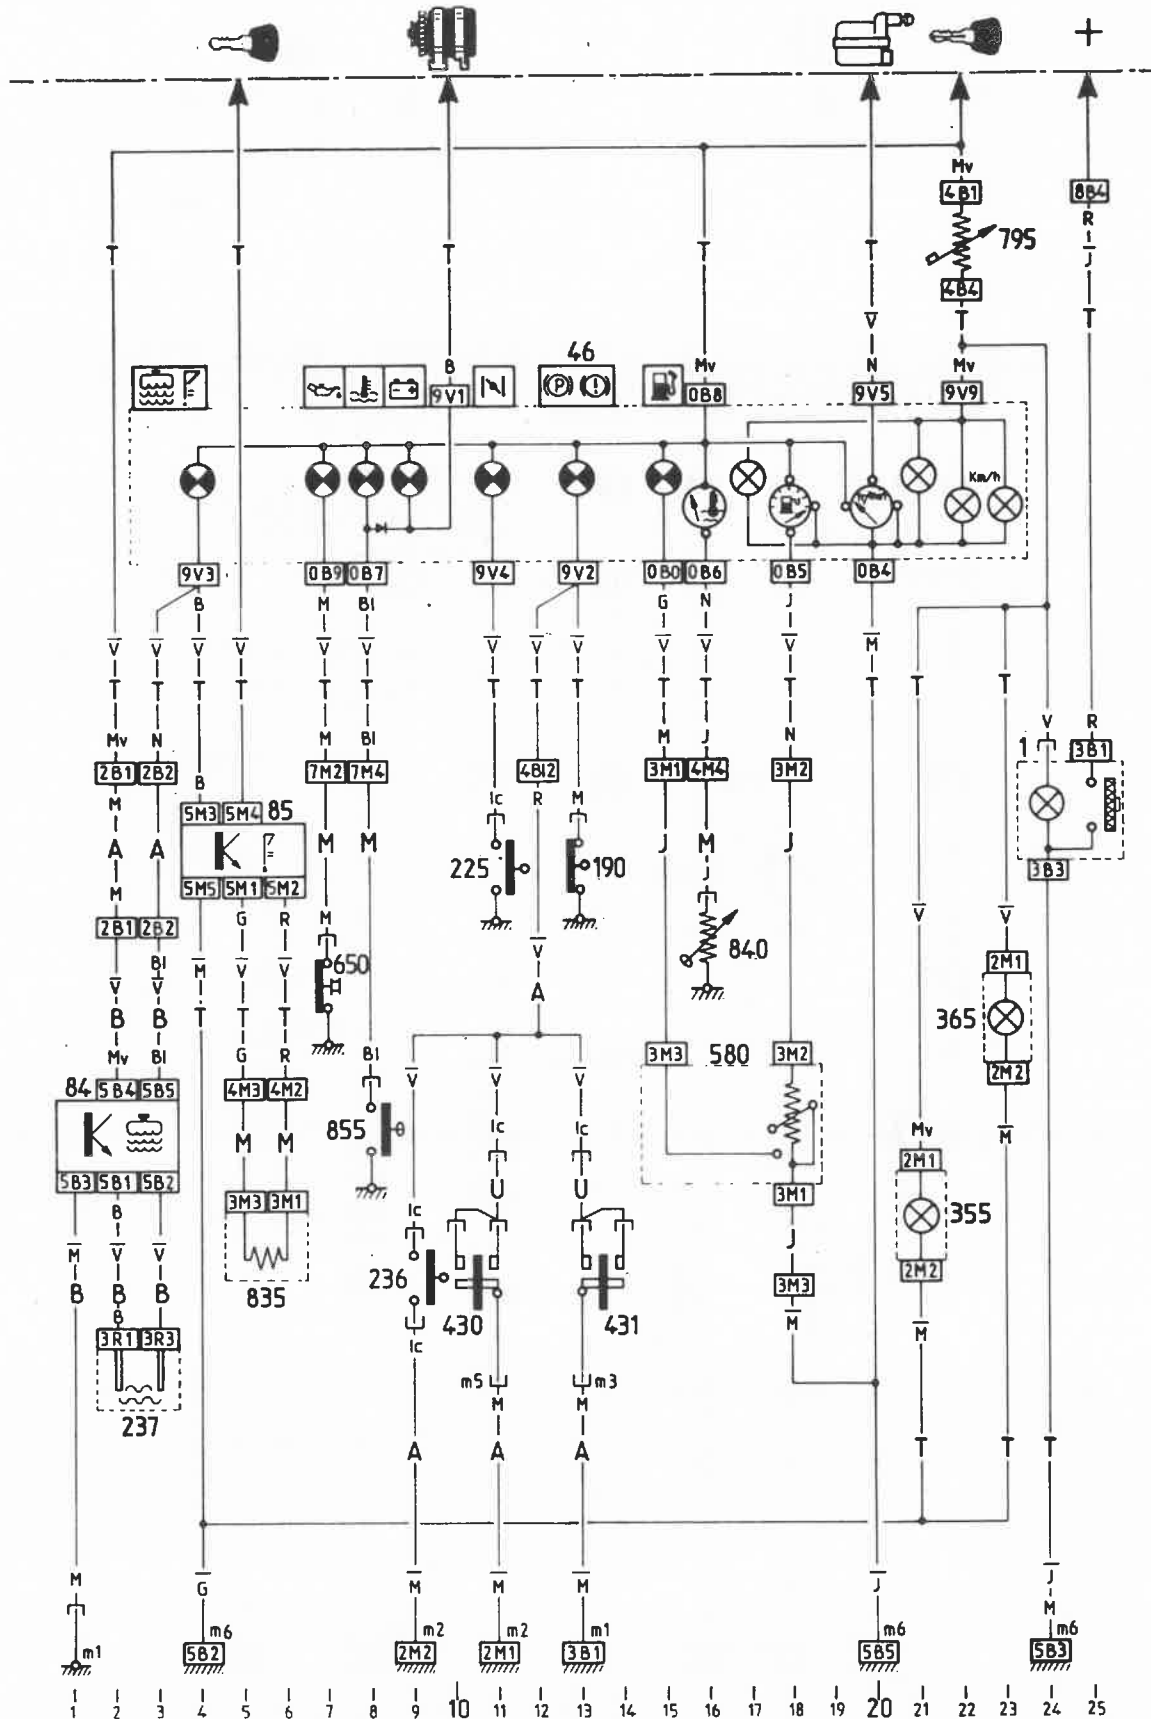 +
Mv
4B1
8B4
R
795
J
T T T T T
4B4
V
T
T
46
B
Mv
N
Mv
P !
9V1
0B8
9V5
9V9
Km/h
9V3
0B9 0B7
9V4
9V2
0B0 0B6
0B5
0B4
B
M
Bl
G
N
J
M
V V V V V V V V V V V V V
T T T T T T T T T T T T T T T
Mv N
M
Bl
M J
N
V
R
2B1 2B2
7M2 7M4
4B12
3M1 4M4
3M2
1
3B1
B
M
Ic
R
M
5M3 5M4 85
A A
M M
J
M
J
225
190
3B3
M
5M5 5M1 5M2
J
2B1 2B2
G R
M
V
V
840
Bl
M
V V
650
V
2M1
V V
A
365
B B
T T T
3M3 580 3M2
Mv Bl
G R
Bl
2M2
84 5B4 5B5
4M3 4M2
V V V
M M
855
Ic Ic
Mv
M
5B3 5B1 5B2
2M1
U U
3M1
B
3M3 3M1
Ic
355
M V V
J
B B B
236
2M2
B
835
430
431
3M3
3R1 3R3
Ic
M
M
237
m5
m3
M
M
A A A
T T T
M
G
M M M
J
J
M
m1
m6
m2
m2
m1
m6
m6
5B2
2M2
2M1
3B1
5B5
5B3
1 2 3 4 5 6 7 8 9 10 11 12 13 14 15 16 17 18 19 20 21 22 23 24 25